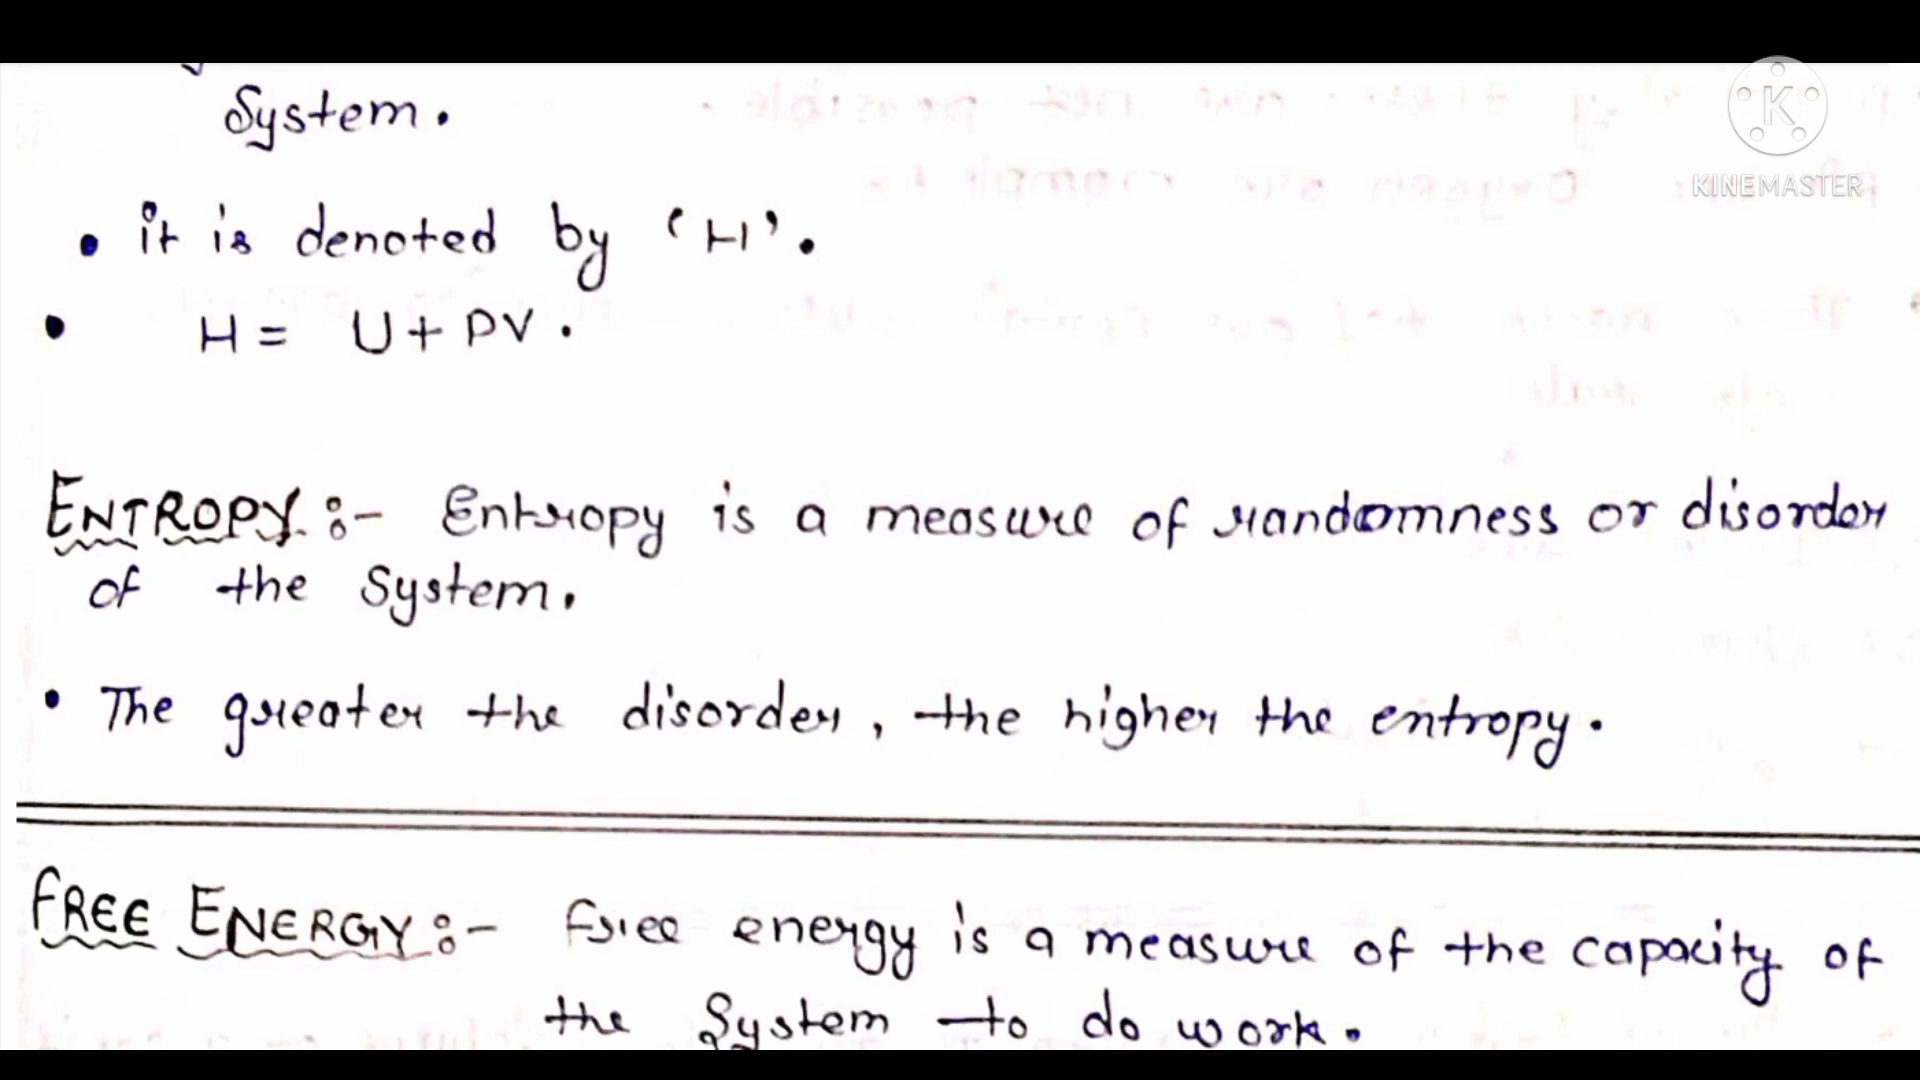 System.
KINEMASTER
• it is denoted by 'H'.
• H = U + PV.
ENTROPY :- Entropy is a measure of randomness or disorder
of the System.
• The greater the disorder, the higher the entropy.
FREE ENERGY :- Free energy is a measure of the capacity of
the System to do work.